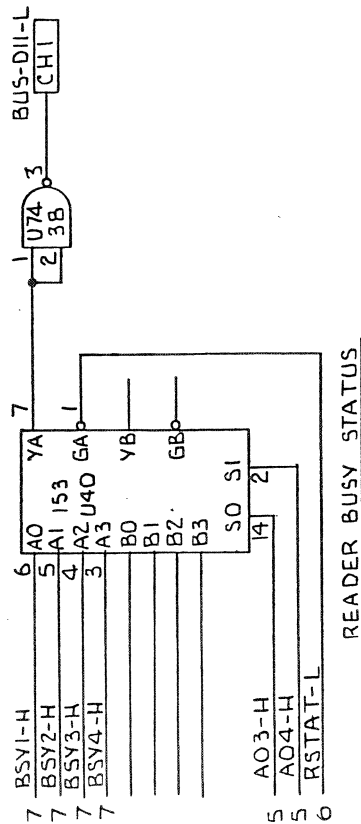 BUS-D11-L
7 BSY1-H 6 A0 YA 7 1 U74 3 CH1
7 BSY2-H 5 A1 153 2 3B
7 BSY3-H 4 A2 U40 GA 1
7 BSY4-H 3 A3
B0 YB
B1
B2 GB
B3
S0 S1
14 2
5 A03-H
5 A04-H
6 RSTAT-L
READER BUSY STATUS